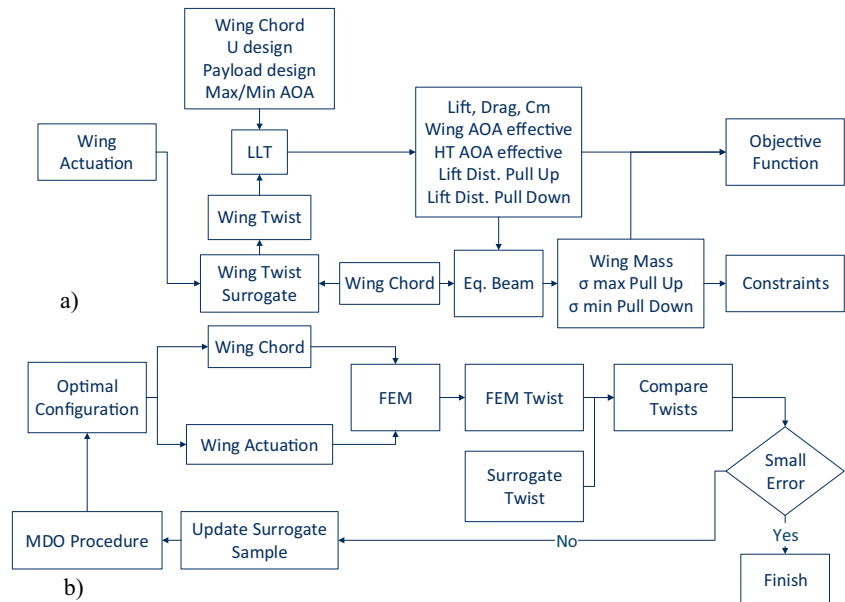 Wing Chord
U design
Payload design
Max/Min AOA
Wing
Actuation
LLT
Lift, Drag, Cm
Wing AOA effective
HT AOA effective
Lift Dist. Pull Up
Lift Dist. Pull Down
Objective
Function
Wing Twist
Wing Twist
Surrogate
Wing Chord
Eq. Beam
Wing Mass
σ max Pull Up
σ min Pull Down
Constraints
a)
Wing Chord
Optimal
Configuration
Wing Actuation
FEM
FEM Twist
Compare
Twists
Surrogate
Twist
Small
Error
MDO Procedure
Update Surrogate
Sample
No
Yes
Finish
b)